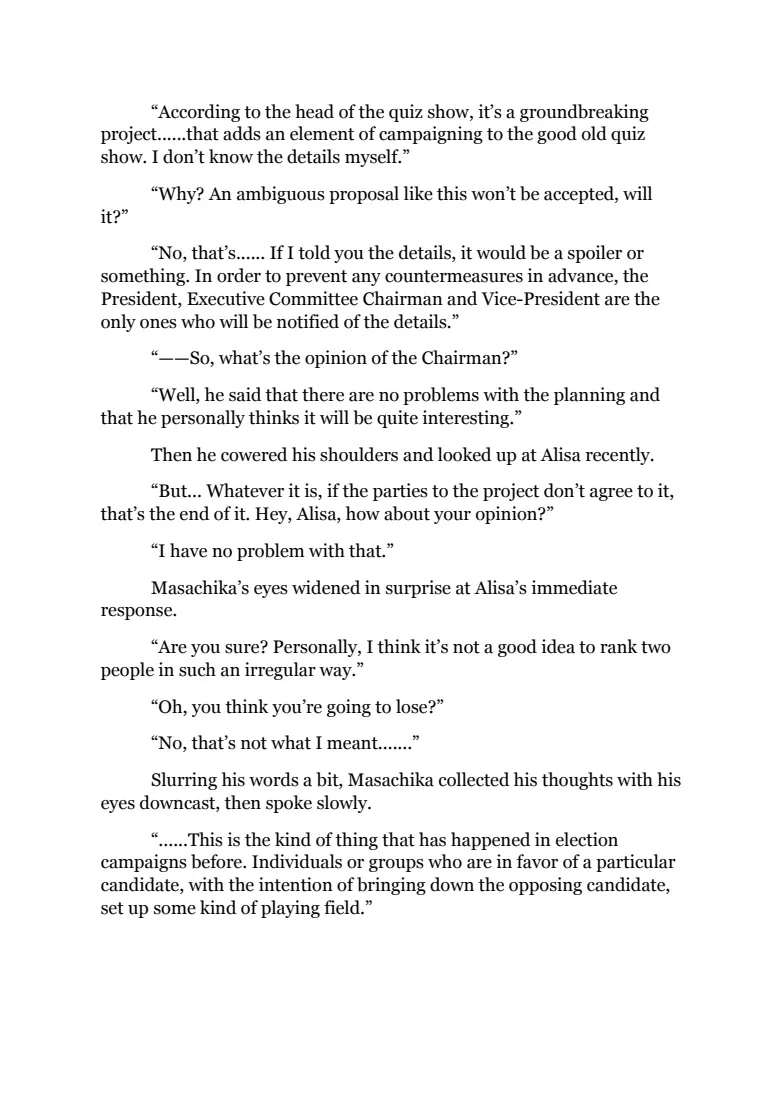 “According to the head of the quiz show, it’s a groundbreaking
project......that adds an element of campaigning to the good old quiz
show. I don’t know the details myself.”
“Why? An ambiguous proposal like this won’t be accepted, will
it?”
“No, that’s...... If I told you the details, it would be a spoiler or
something. In order to prevent any countermeasures in advance, the
President, Executive Committee Chairman and Vice-President are the
only ones who will be notified of the details.”
“——So, what’s the opinion of the Chairman?”
“Well, he said that there are no problems with the planning and
that he personally thinks it will be quite interesting.”
Then he cowered his shoulders and looked up at Alisa recently.
“But... Whatever it is, if the parties to the project don’t agree to it,
that’s the end of it. Hey, Alisa, how about your opinion?”
“I have no problem with that.”
Masachika’s eyes widened in surprise at Alisa’s immediate
response.
“Are you sure? Personally, I think it’s not a good idea to rank two
people in such an irregular way.”
“Oh, you think you’re going to lose?”
“No, that’s not what I meant.......”
Slurring his words a bit, Masachika collected his thoughts with his
eyes downcast, then spoke slowly.
“......This is the kind of thing that has happened in election
campaigns before. Individuals or groups who are in favor of a particular
candidate, with the intention of bringing down the opposing candidate,
set up some kind of playing field.”